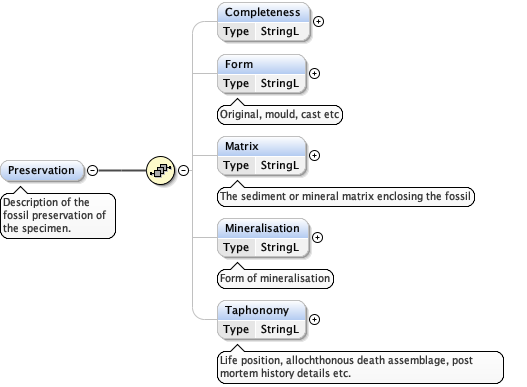 Completeness
Type StringL
Form
Type StringL
Original, mould, cast etc
Matrix
Type StringL
The sediment or mineral matrix enclosing the fossil
Preservation
Description of the
fossil preservation of
the specimen.
Mineralisation
Type StringL
Form of mineralisation
Taphonomy
Type StringL
Life position, allochthonous death assemblage, post
mortem history details etc.